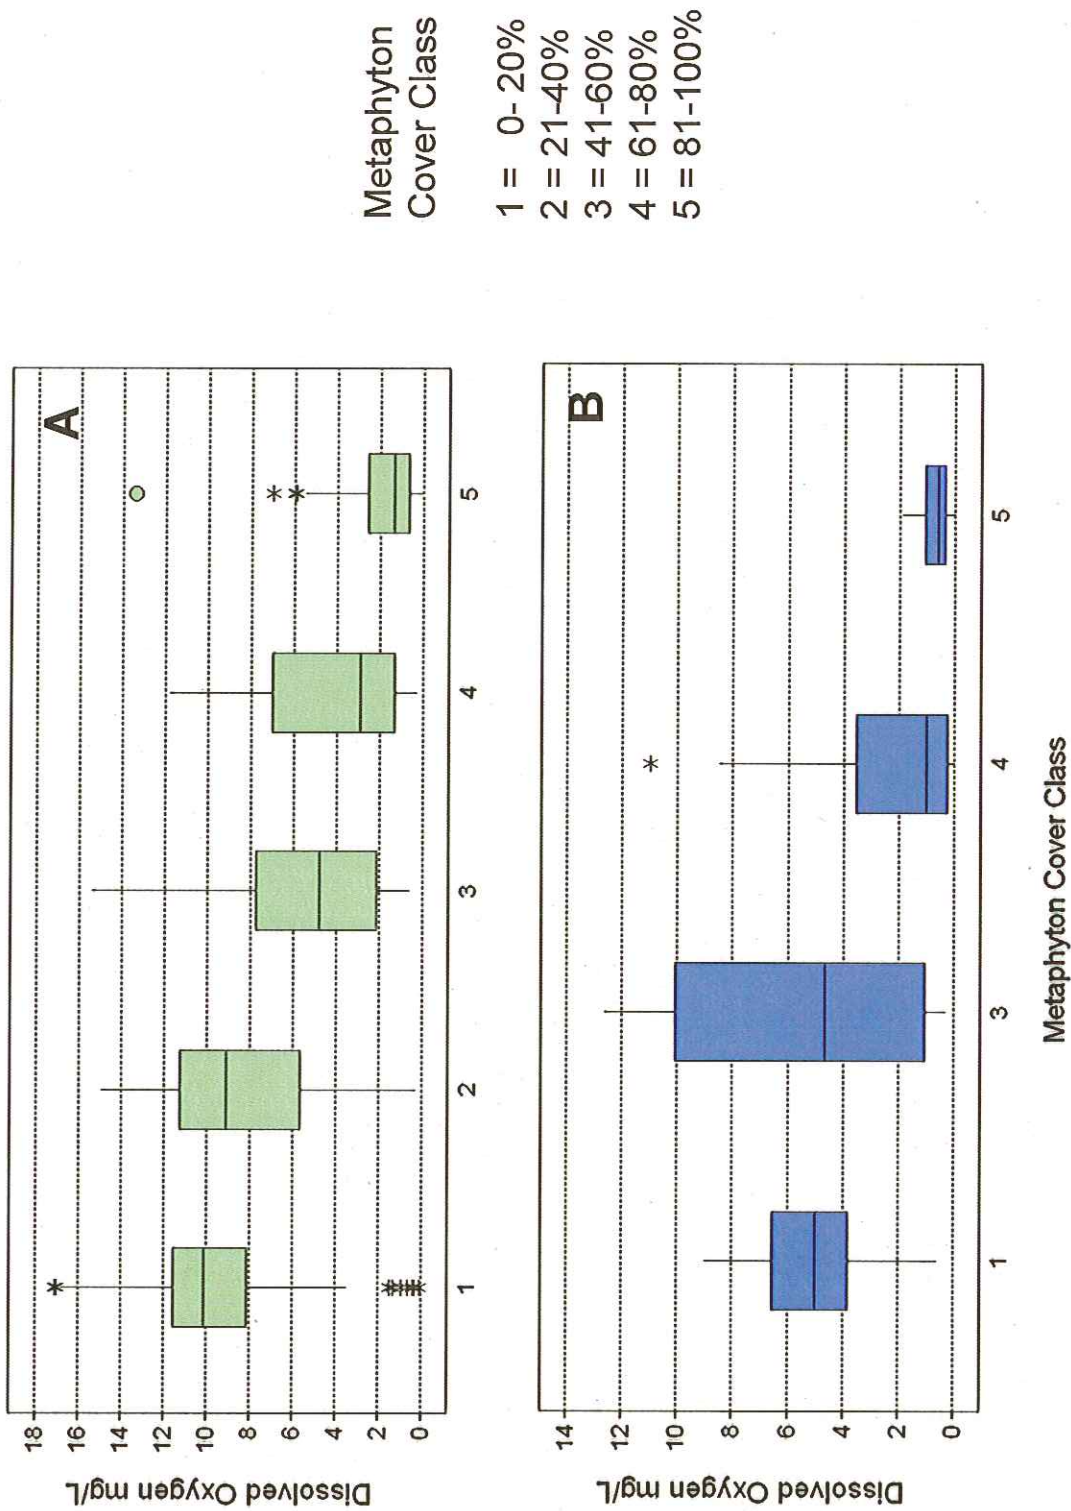 A
Dissolved Oxygen mg/L
18
16
14
12
10
8
6
4
2
0
1
2
3
4
5
B
Dissolved Oxygen mg/L
14
12
10
8
6
4
2
0
1
3
4
5
Metaphyton Cover Class
Metaphyton
Cover Class
1 = 0- 20%
2 = 21-40%
3 = 41-60%
4 = 61-80%
5 = 81-100%